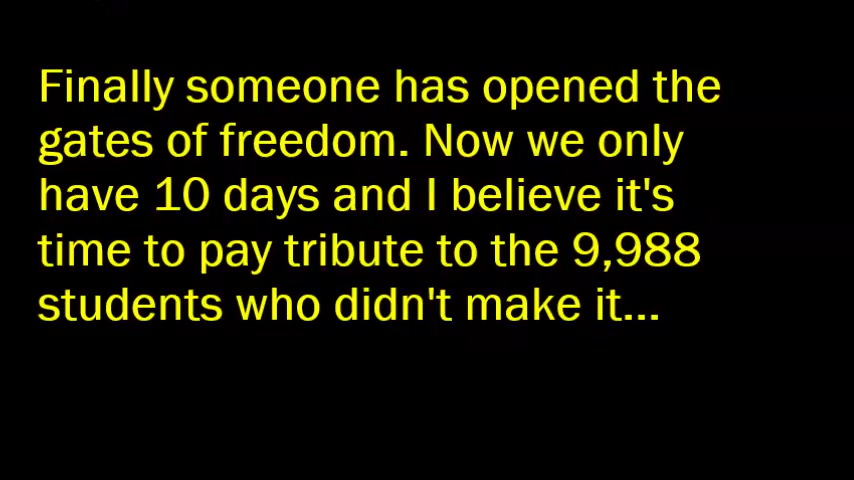 Finally someone has opened the
gates of freedom. Now we only
have 10 days and I believe it's
time to pay tribute to the 9,988
students who didn't make it...